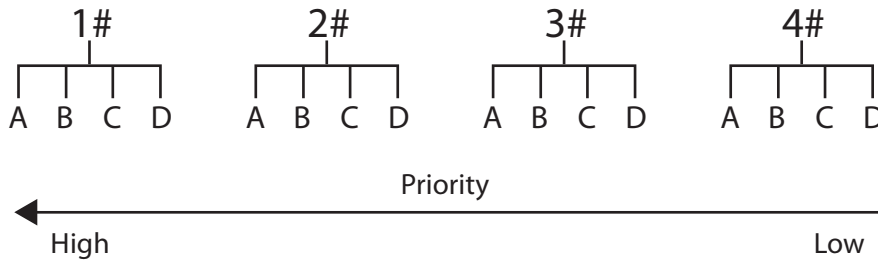 1# 2# 3# 4#
A B C D A B C D A B C D A B C D
Priority
High Low